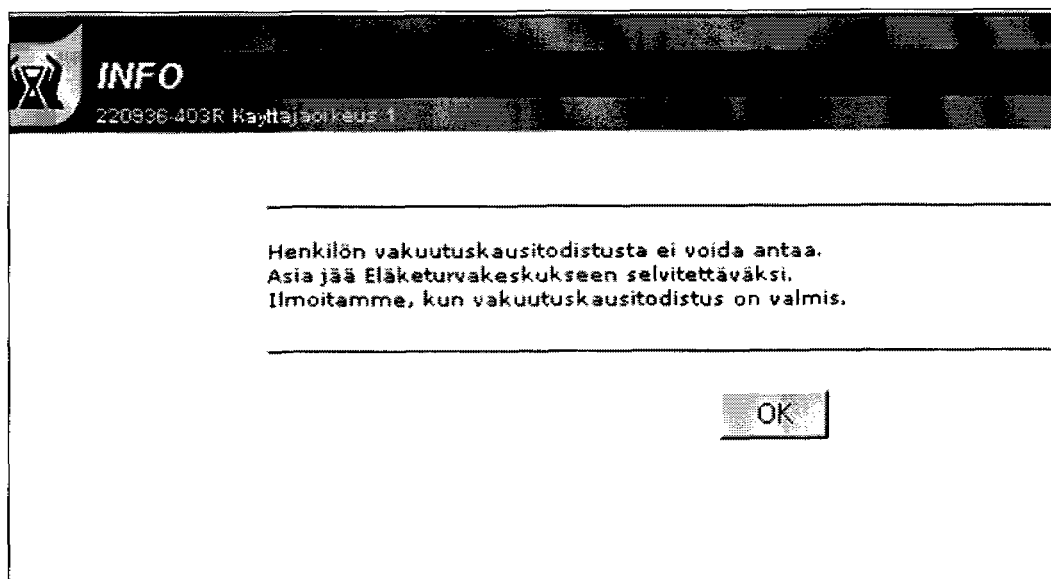 INFO
220936-403R Käyttäjäoikeus 1
Henkilön vakuutuskausitodistusta ei voida antaa.
Asia jää Eläketurvakeskukseen selvitettäväksi.
Ilmoitamme, kun vakuutuskausitodistus on valmis.
OK